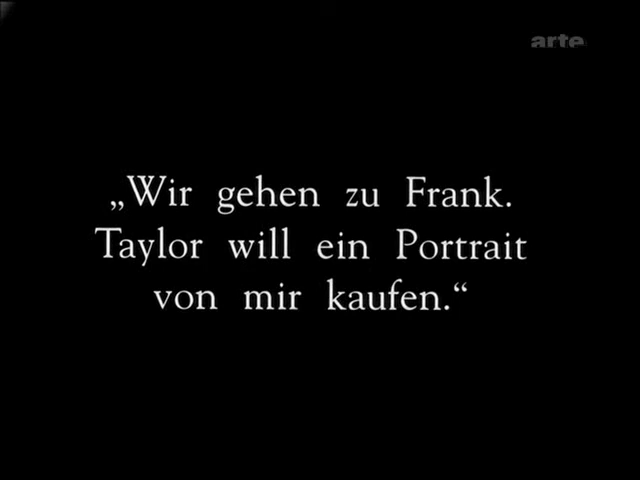 arte
„Wir gehen zu Frank.
Taylor will ein Portrait
von mir kaufen.“